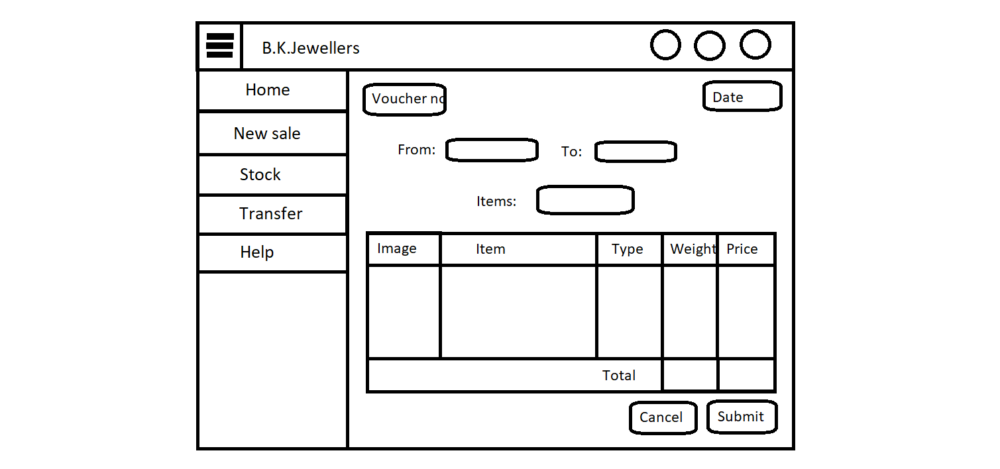 B.K.Jewellers
Home
New sale
Stock
Transfer
Help
Voucher no
Date
From:
To:
Items:
Image
Item
Type
Weight
Price
Total
Cancel
Submit